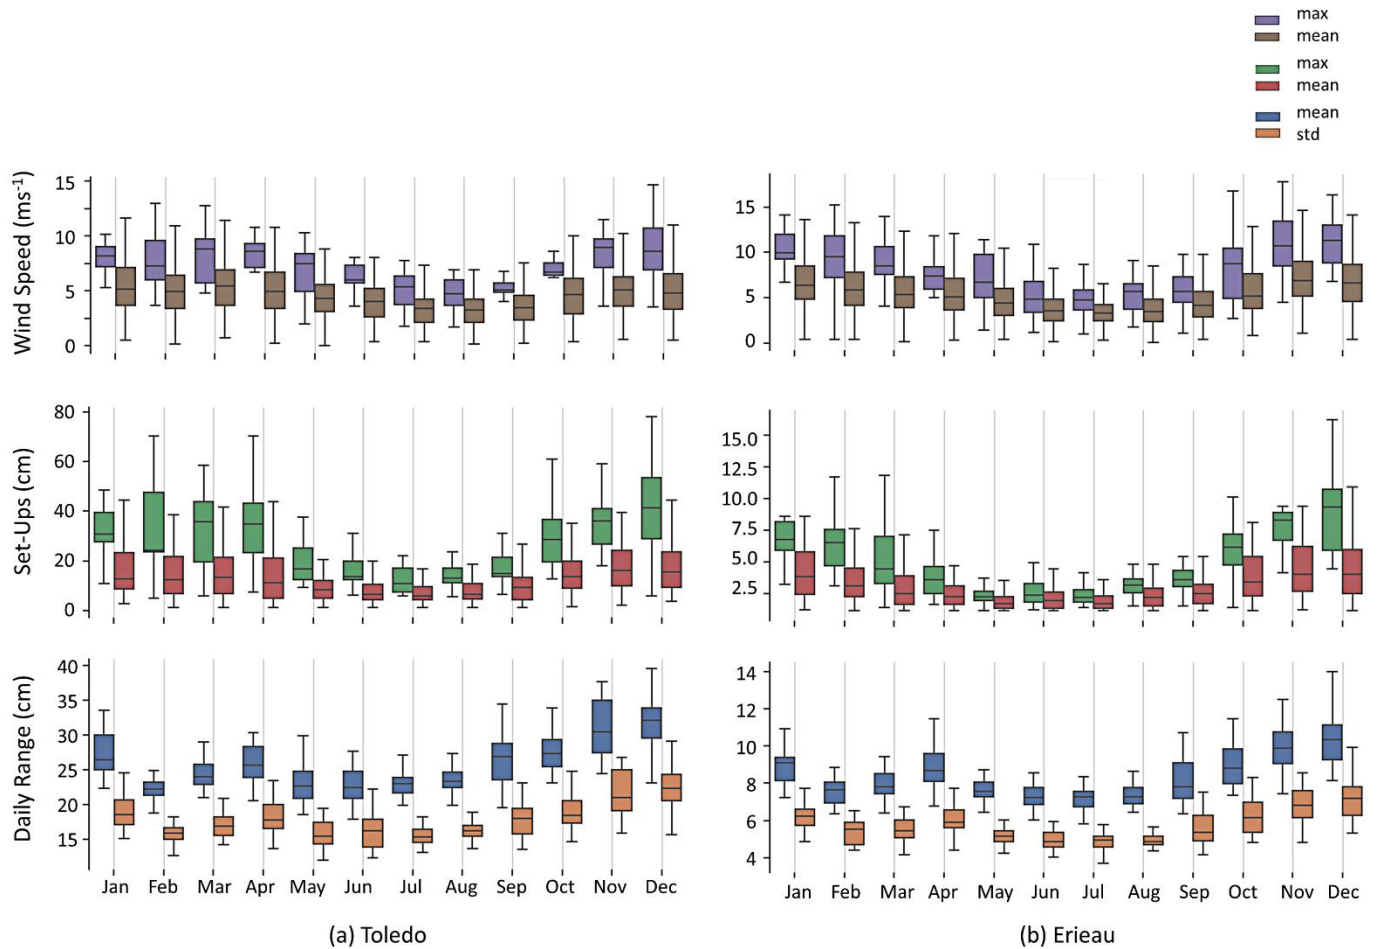 max
mean
max
mean
mean
std
Wind Speed (ms⁻¹)
15
10
5
0
15
10
5
0
Set-Ups (cm)
80
60
40
20
0
15.0
12.5
10.0
7.5
5.0
2.5
Daily Range (cm)
40
35
30
25
20
15
14
12
10
8
6
4
Jan Feb Mar Apr May Jun Jul Aug Sep Oct Nov Dec
Jan Feb Mar Apr May Jun Jul Aug Sep Oct Nov Dec
(a) Toledo
(b) Erieau